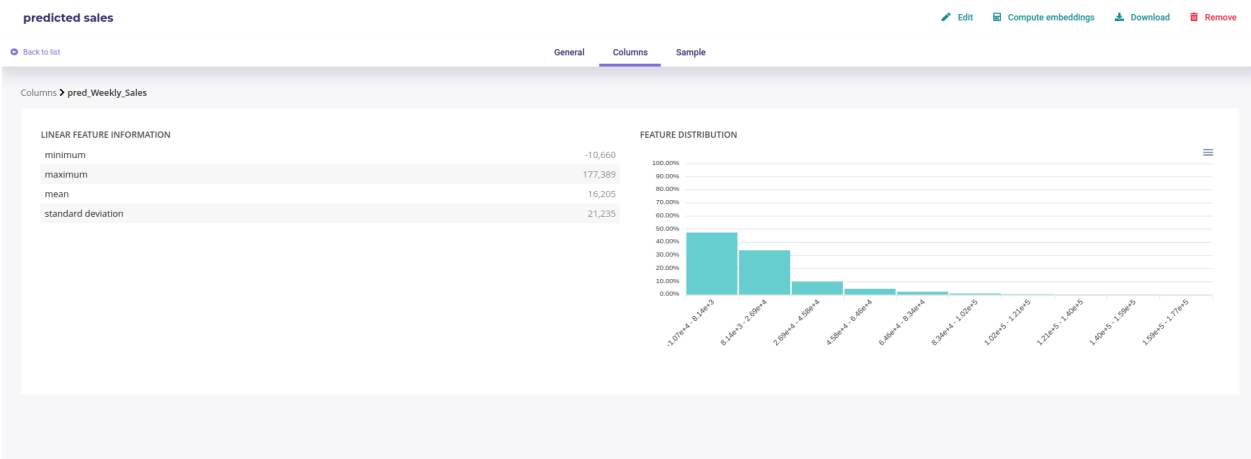 predicted sales
Edit Compute embeddings Download Remove
Back to list
General Columns Sample
Columns > pred_Weekly_Sales
LINEAR FEATURE INFORMATION
minimum -10,660
maximum 177,389
mean 16,205
standard deviation 21,235
FEATURE DISTRIBUTION
100.00%
90.00%
80.00%
70.00%
60.00%
50.00%
40.00%
30.00%
20.00%
10.00%
0.00%
-1.07e+4 - 8.14e+3
8.14e+3 - 2.69e+4
2.69e+4 - 4.58e+4
4.58e+4 - 6.46e+4
6.46e+4 - 8.34e+4
8.34e+4 - 1.02e+5
1.02e+5 - 1.21e+5
1.21e+5 - 1.40e+5
1.40e+5 - 1.59e+5
1.59e+5 - 1.77e+5